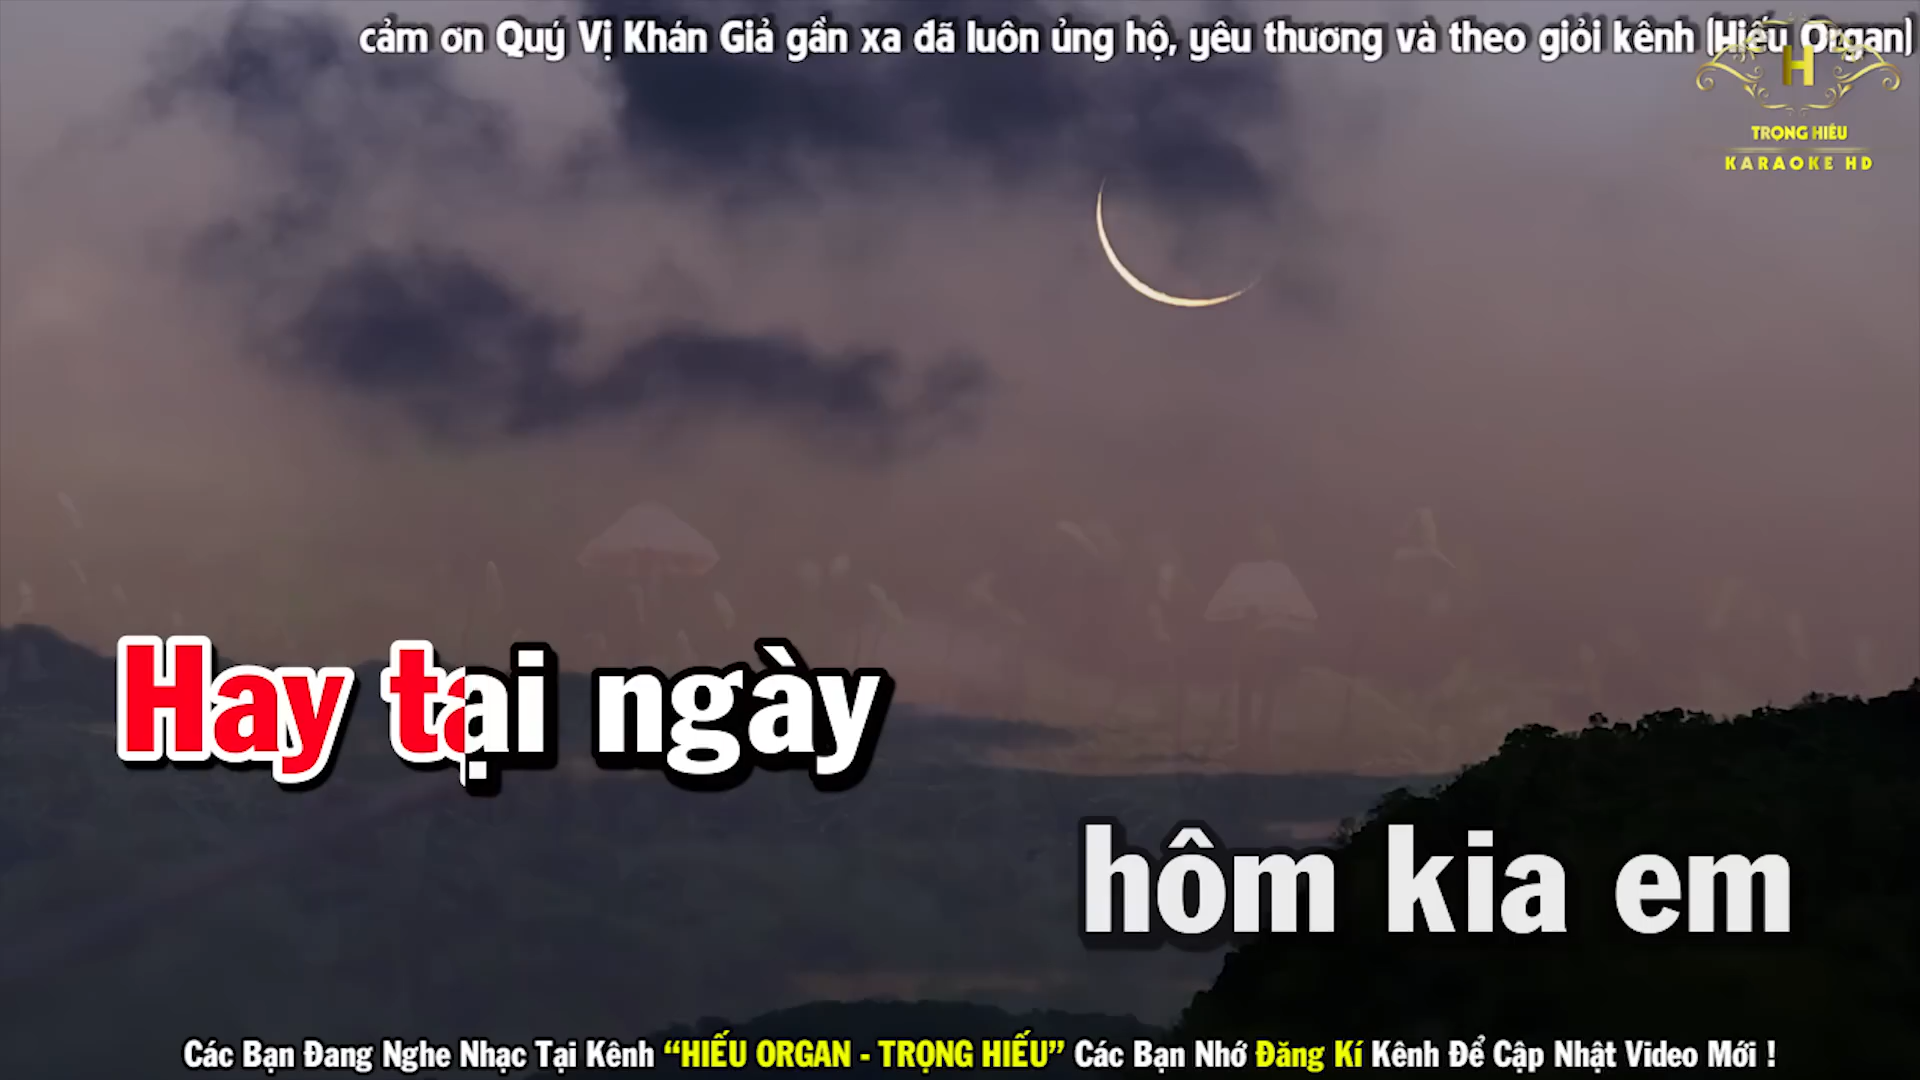 cảm ơn Quý Vị Khán Giả gần xa đã luôn ủng hộ, yêu thương và theo giỏi kênh (Hiếu Organ)
H
TRỌNG HIẾU
KARAOKE HD
Hay tại ngày
hôm kia em
Các Bạn Đang Nghe Nhạc Tại Kênh “HIẾU ORGAN - TRỌNG HIẾU” Các Bạn Nhớ Đăng Kí Kênh Để Cập Nhật Video Mới !